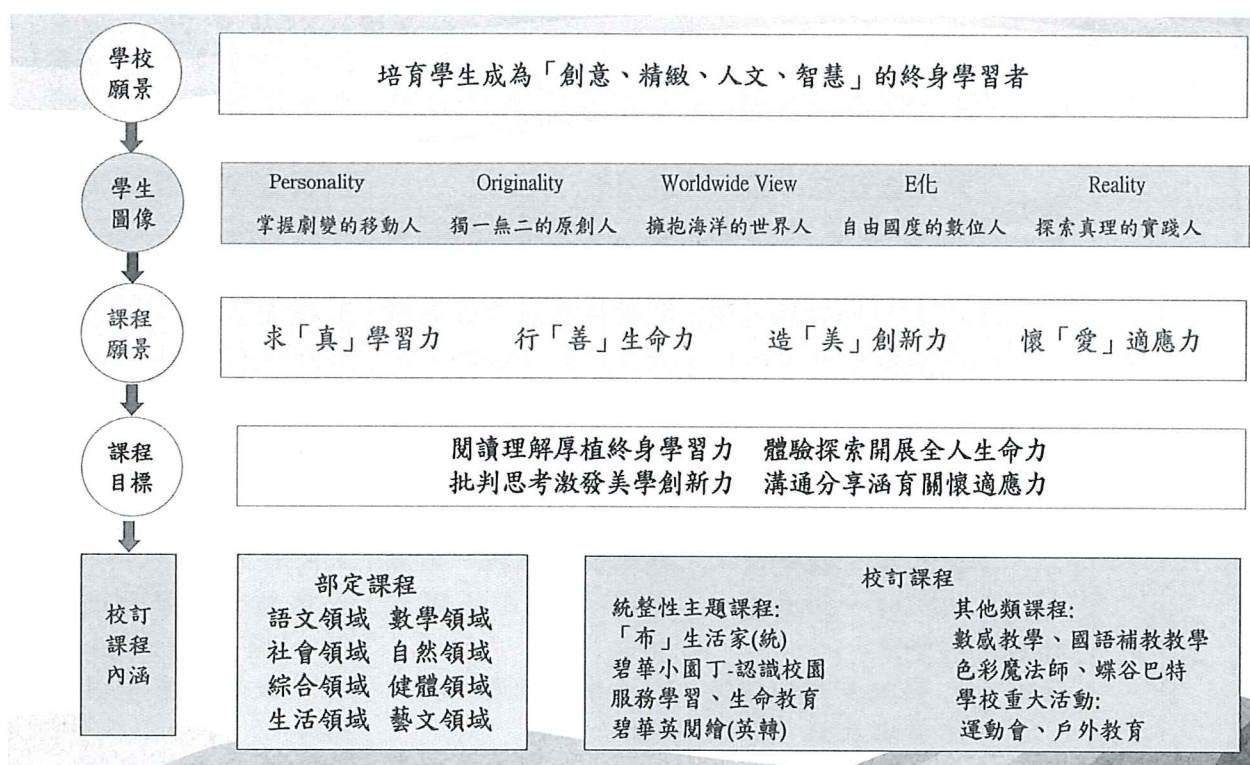 學校
願景
培育學生成為「創意、精緻、人文、智慧」的終身學習者
學生
圖像
Personality Originality Worldwide View E化 Reality
掌握劇變的移動人 獨一無二的原創人 擁抱海洋的世界人 自由國度的數位人 探索真理的實踐人
課程
願景
求「真」學習力 行「善」生命力 造「美」創新力 懷「愛」適應力
課程
目標
閱讀理解厚植終身學習力 體驗探索開展全人生命力
批判思考激發美學創新力 溝通分享涵育關懷適應力
校訂
課程
內涵
部定課程
語文領域 數學領域
社會領域 自然領域
綜合領域 健體領域
生活領域 藝文領域
校訂課程
統整性主題課程:
「布」生活家(統)
碧華小園丁-認識校園
服務學習、生命教育
碧華英閱繪(英轉)
其他類課程:
數感教學、國語補教教學
色彩魔法師、蝶谷巴特
學校重大活動:
運動會、戶外教育